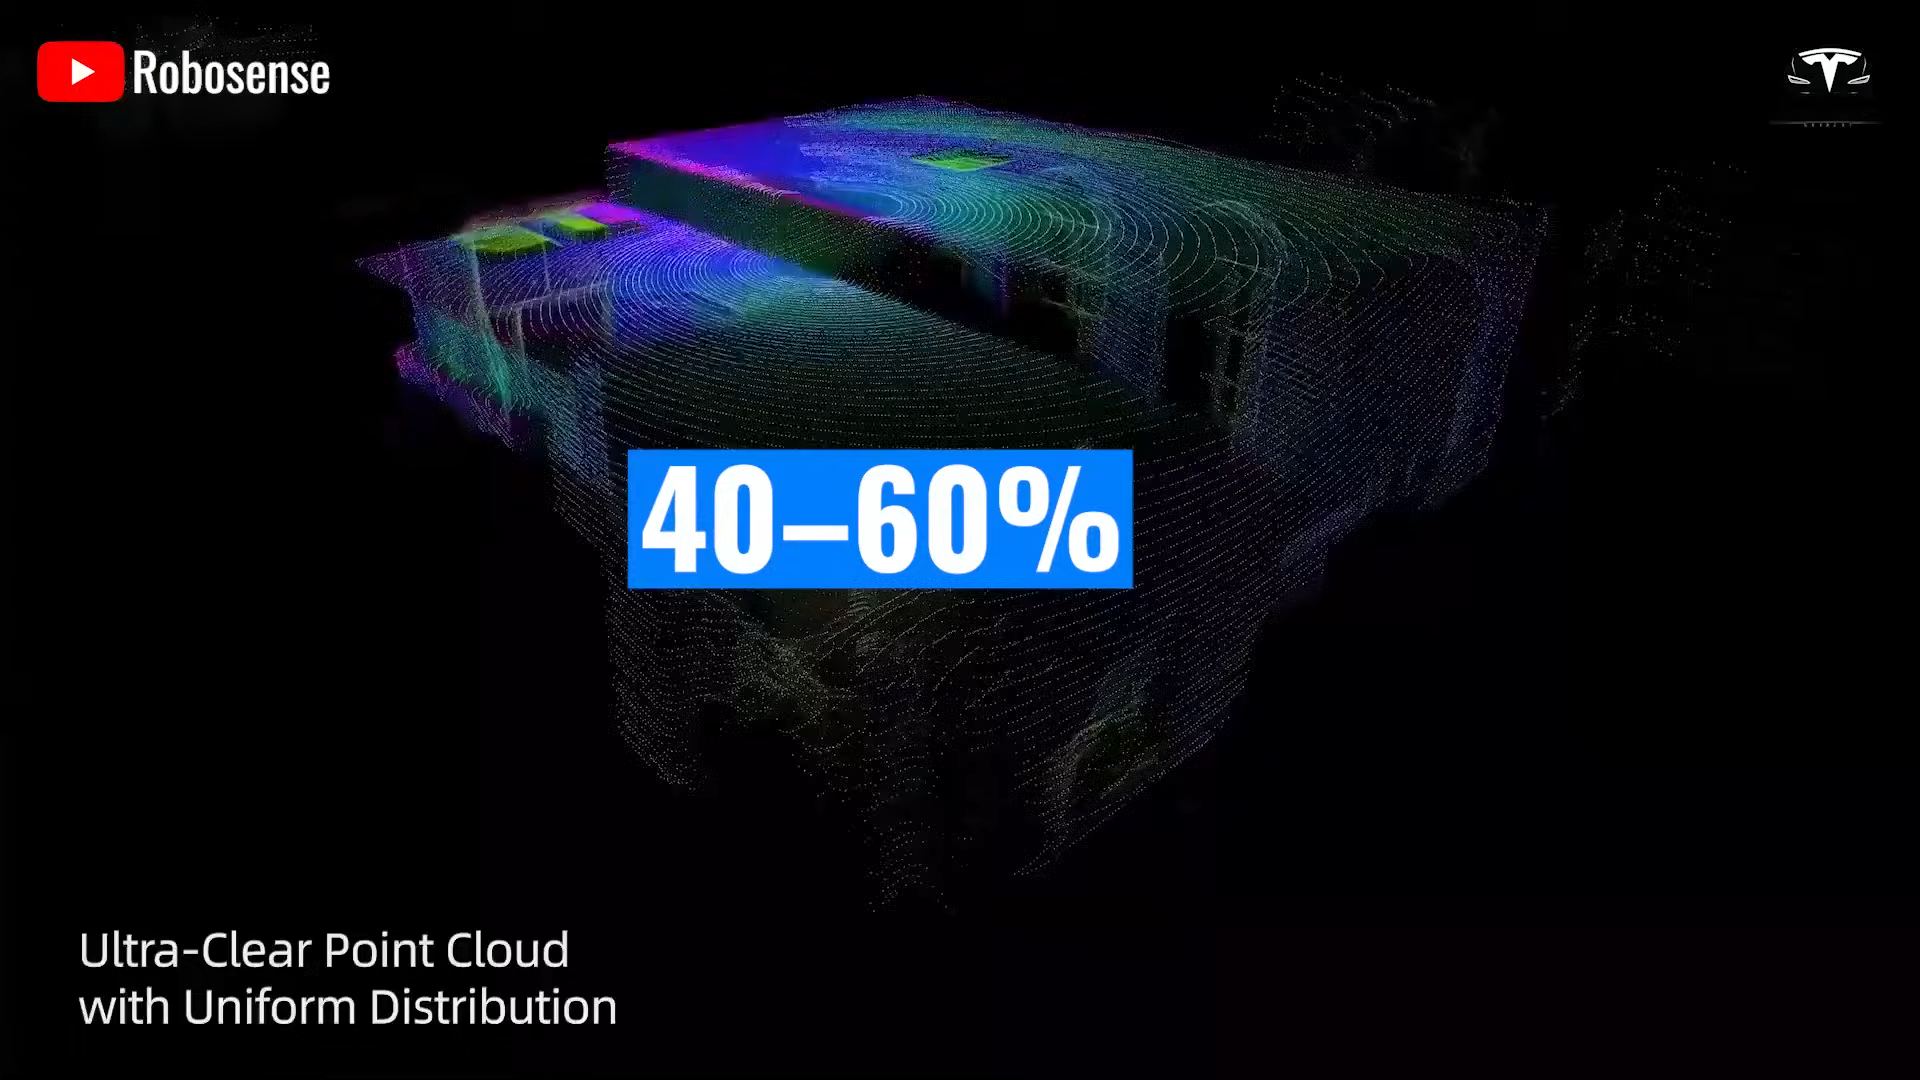 Robosense
40–60%
Ultra-Clear Point Cloud
with Uniform Distribution